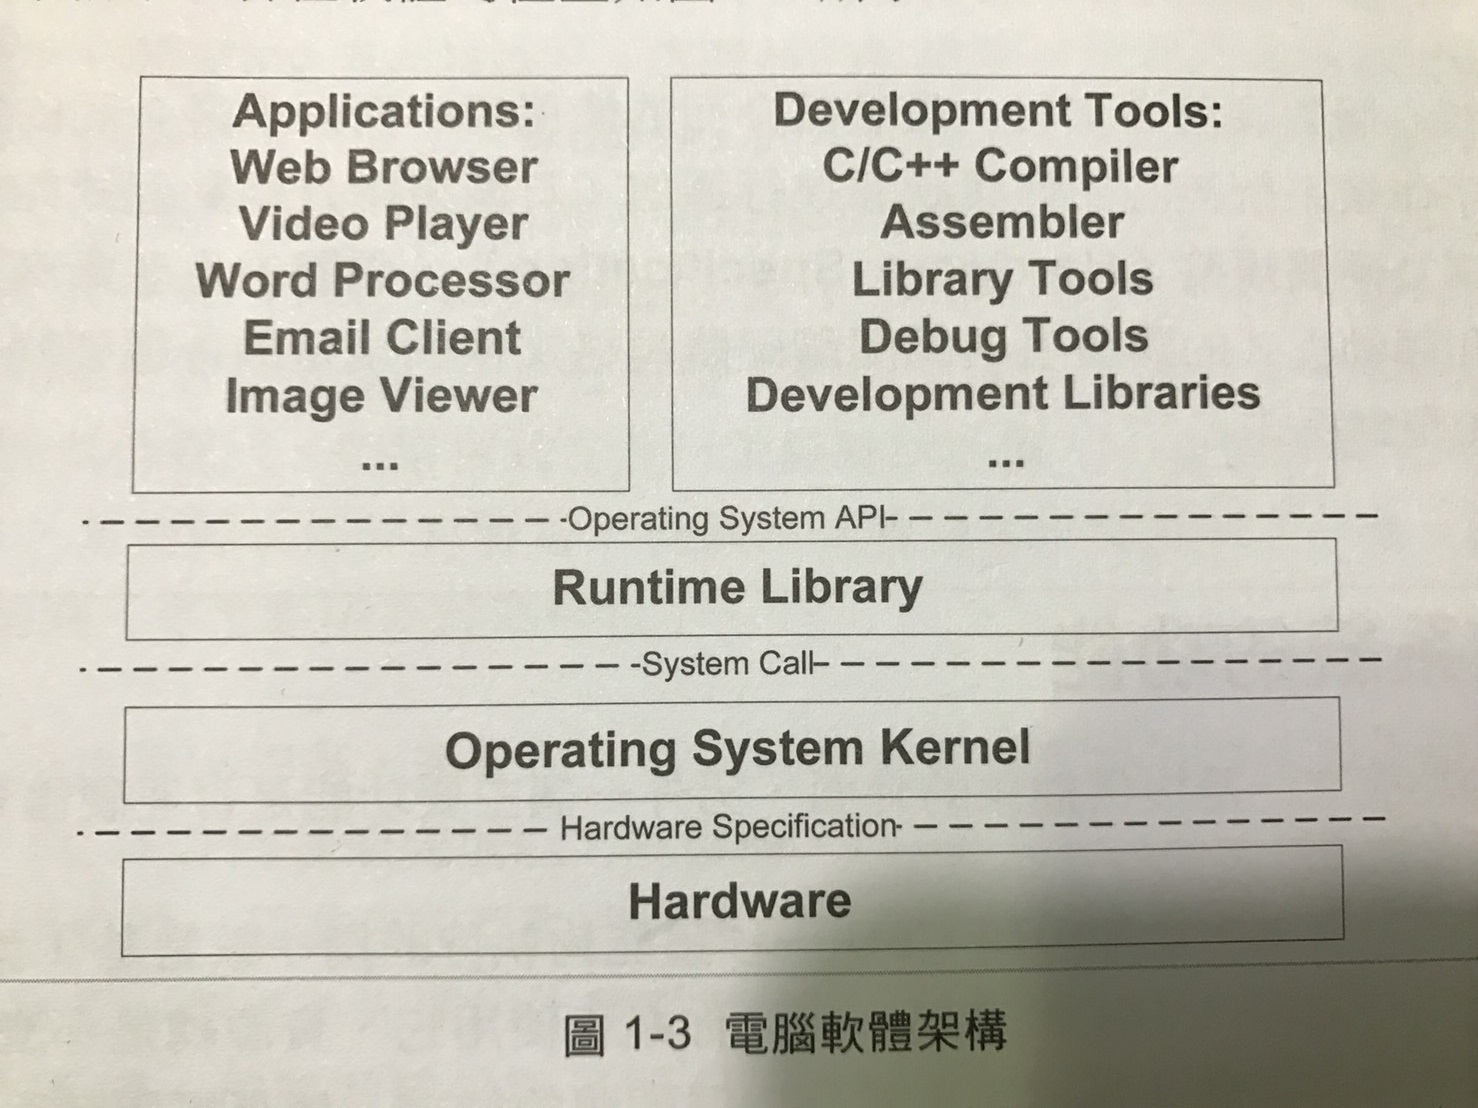 Applications:
Web Browser
Video Player
Word Processor
Email Client
Image Viewer
...
Development Tools:
C/C++ Compiler
Assembler
Library Tools
Debug Tools
Development Libraries
...
Operating System API
Runtime Library
System Call
Operating System Kernel
Hardware Specification
Hardware
圖 1-3 電腦軟體架構